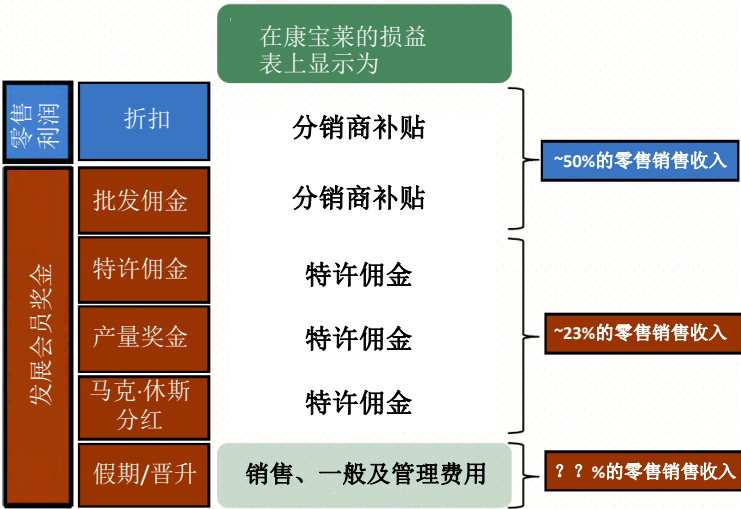 在康宝莱的损益
表上显示为
零售
利润
折扣
分销商补贴
~50%的零售销售收入
发展会员奖金
批发佣金
分销商补贴
特许佣金
特许佣金
产量奖金
特许佣金
~23%的零售销售收入
马克·休斯
分红
特许佣金
假期/晋升
销售、一般及管理费用
？？%的零售销售收入